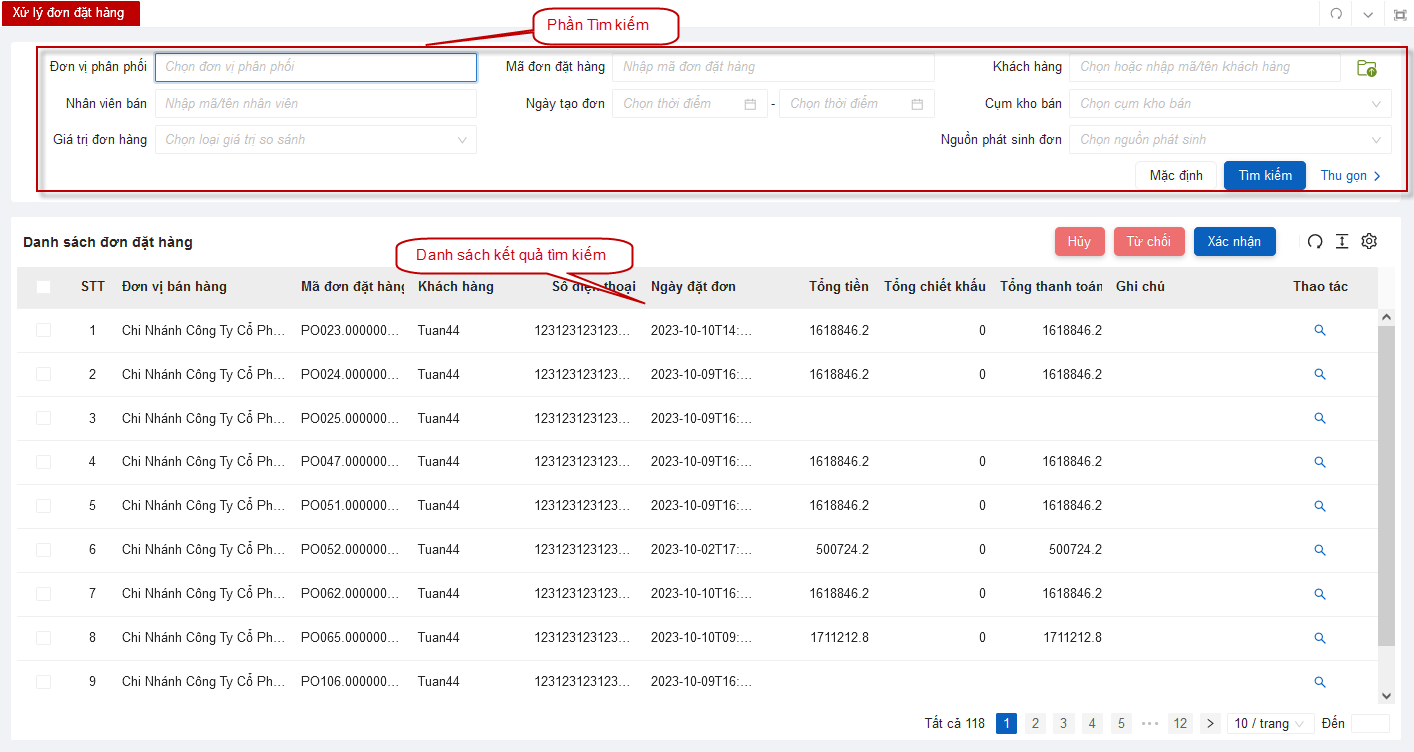 Xử lý đơn đặt hàng
Phần Tìm kiếm
Đơn vị phân phối Chọn đơn vị phân phối Mã đơn đặt hàng Nhập mã đơn đặt hàng Khách hàng Chọn hoặc nhập mã/tên khách hàng
Nhân viên bán Nhập mã/tên nhân viên Ngày tạo đơn Chọn thời điểm - Chọn thời điểm Cụm kho bán Chọn cụm kho bán
Giá trị đơn hàng Chọn loại giá trị so sánh Nguồn phát sinh đơn Chọn nguồn phát sinh
Mặc định Tìm kiếm Thu gọn
Danh sách đơn đặt hàng Hủy Từ chối Xác nhận
Danh sách kết quả tìm kiếm
STT Đơn vị bán hàng Mã đơn đặt hàng Khách hàng Số điện thoại Ngày đặt đơn Tổng tiền Tổng chiết khấu Tổng thanh toán Ghi chú Thao tác
1 Chi Nhánh Công Ty Cổ Ph... PO023.000000... Tuan44 123123123123... 2023-10-10T14:... 1618846.2 0 1618846.2
2 Chi Nhánh Công Ty Cổ Ph... PO024.000000... Tuan44 123123123123... 2023-10-09T16:... 1618846.2 0 1618846.2
3 Chi Nhánh Công Ty Cổ Ph... PO025.000000... Tuan44 123123123123... 2023-10-09T16:...
4 Chi Nhánh Công Ty Cổ Ph... PO047.000000... Tuan44 123123123123... 2023-10-09T16:... 1618846.2 0 1618846.2
5 Chi Nhánh Công Ty Cổ Ph... PO051.000000... Tuan44 123123123123... 2023-10-09T16:... 1618846.2 0 1618846.2
6 Chi Nhánh Công Ty Cổ Ph... PO052.000000... Tuan44 123123123123... 2023-10-02T17:... 500724.2 0 500724.2
7 Chi Nhánh Công Ty Cổ Ph... PO062.000000... Tuan44 123123123123... 2023-10-10T16:... 1618846.2 0 1618846.2
8 Chi Nhánh Công Ty Cổ Ph... PO065.000000... Tuan44 123123123123... 2023-10-10T09:... 1711212.8 0 1711212.8
9 Chi Nhánh Công Ty Cổ Ph... PO106.000000... Tuan44 123123123123... 2023-10-09T16:...
Tất cả 118 1 2 3 4 5 ••• 12 > 10 / trang Đến